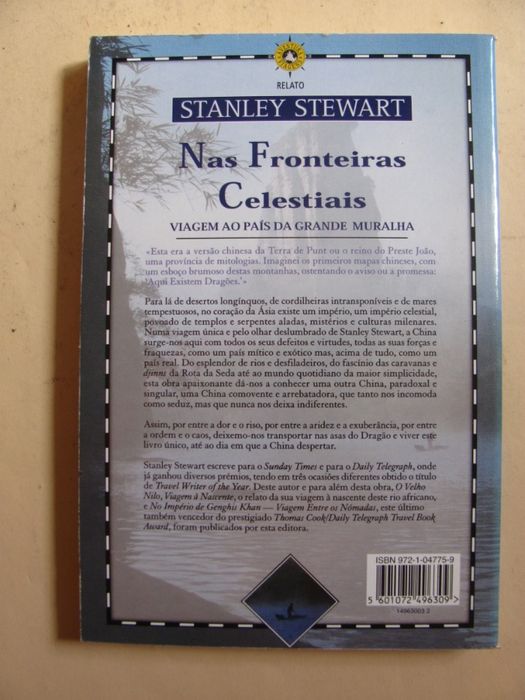 AVENTURA
VIAGENS
RELATO
STANLEY STEWART
Nas Fronteiras
Celestiais
VIAGEM AO PAÍS DA GRANDE MURALHA
«Esta era a versão chinesa da Terra de Punt ou o reino do Preste João,
uma província de mitologias. Imaginei os primeiros mapas chineses, com
um esboço brumoso destas montanhas, ostentando o aviso ou a promessa:
'Aqui Existem Dragões.'»
Para lá de desertos longínquos, de cordilheiras intransponíveis e de mares
tempestuosos, no coração da Ásia existe um império, um império celestial,
povoado de templos e serpentes aladas, mistérios e culturas milenares.
Numa viagem única e pelo olhar deslumbrado de Stanley Stewart, a China
surge-nos aqui com todos os seus defeitos e virtudes, todas as suas forças e
fraquezas, como um país mítico e exótico mas, acima de tudo, como um
país real. Do esplendor de rios e desfiladeiros, do fascínio das caravanas e
djinns da Rota da Seda até ao mundo quotidiano da maior simplicidade,
esta obra apaixonante dá-nos a conhecer uma outra China, paradoxal e
singular, uma China comovente e arrebatadora, que tanto nos incomoda
como seduz, mas que nunca nos deixa indiferentes.
Assim, por entre a dor e o riso, por entre a aridez e a exuberância, por entre
a ordem e o caos, deixemo-nos transportar nas asas do Dragão e viver este
livro único, até ao dia em que a China despertar.
Stanley Stewart escreve para o Sunday Times e para o Daily Telegraph, onde
já ganhou diversos prémios, tendo em três ocasiões diferentes obtido o título
de Travel Writer of the Year. Deste autor e para além desta obra, O Velho
Nilo, Viagem à Nascente, o relato da sua viagem à nascente deste rio africano,
e No Império de Genghis Khan — Viagem Entre os Nómadas, este último
também vencedor do prestigiado Thomas Cook/Daily Telegraph Travel Book
Award, foram publicados por esta editora.
ISBN 972-1-04775-9
5 601072 496309 >
14963003 2